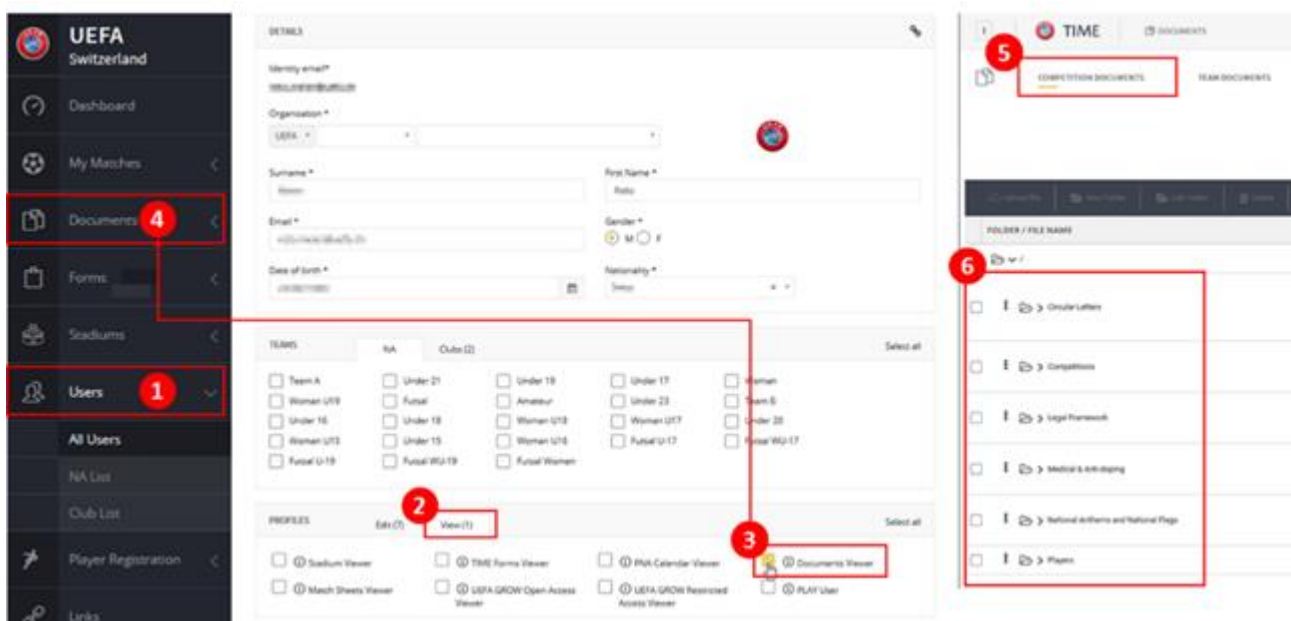 UEFA
Switzerland
Dashboard
My Matches
Documents 4
Forms
Stadiums
Users 1
All Users
NA List
Club List
Player Registration
Links
DETAILS
Identity email*
Organisation *
UEFA
Surname *
First Name *
Email *
Gender *
M F
Date of birth *
Nationality *
TEAMS NA Clubs (2) Select all
Team A Under 21 Under 19 Under 17 Woman
Woman U19 Futsal Amateur Under 23 Team B
Under 16 Under 18 Woman U17 Under 20
Woman U15 Under 15 Woman U16 Futsal U-17 Futsal WU-17
Futsal U-19 Futsal WU-19 Futsal Women
2
PROFILES Edit (7) View (1) Select all
3
Stadium Viewer TIME Forms Viewer PMA Calendar Viewer Documents Viewer
Match Sheets Viewer UEFA GROW Open Access Viewer UEFA GROW Restricted Access Viewer PLAY User
TIME DOCUMENTS
5
COMPETITION DOCUMENTS TEAM DOCUMENTS
FOLDER / FILE NAME
6
/
Circular Letters
Competitions
Legal Framework
Medical & Anti-doping
National Anthems and National Flags
Players